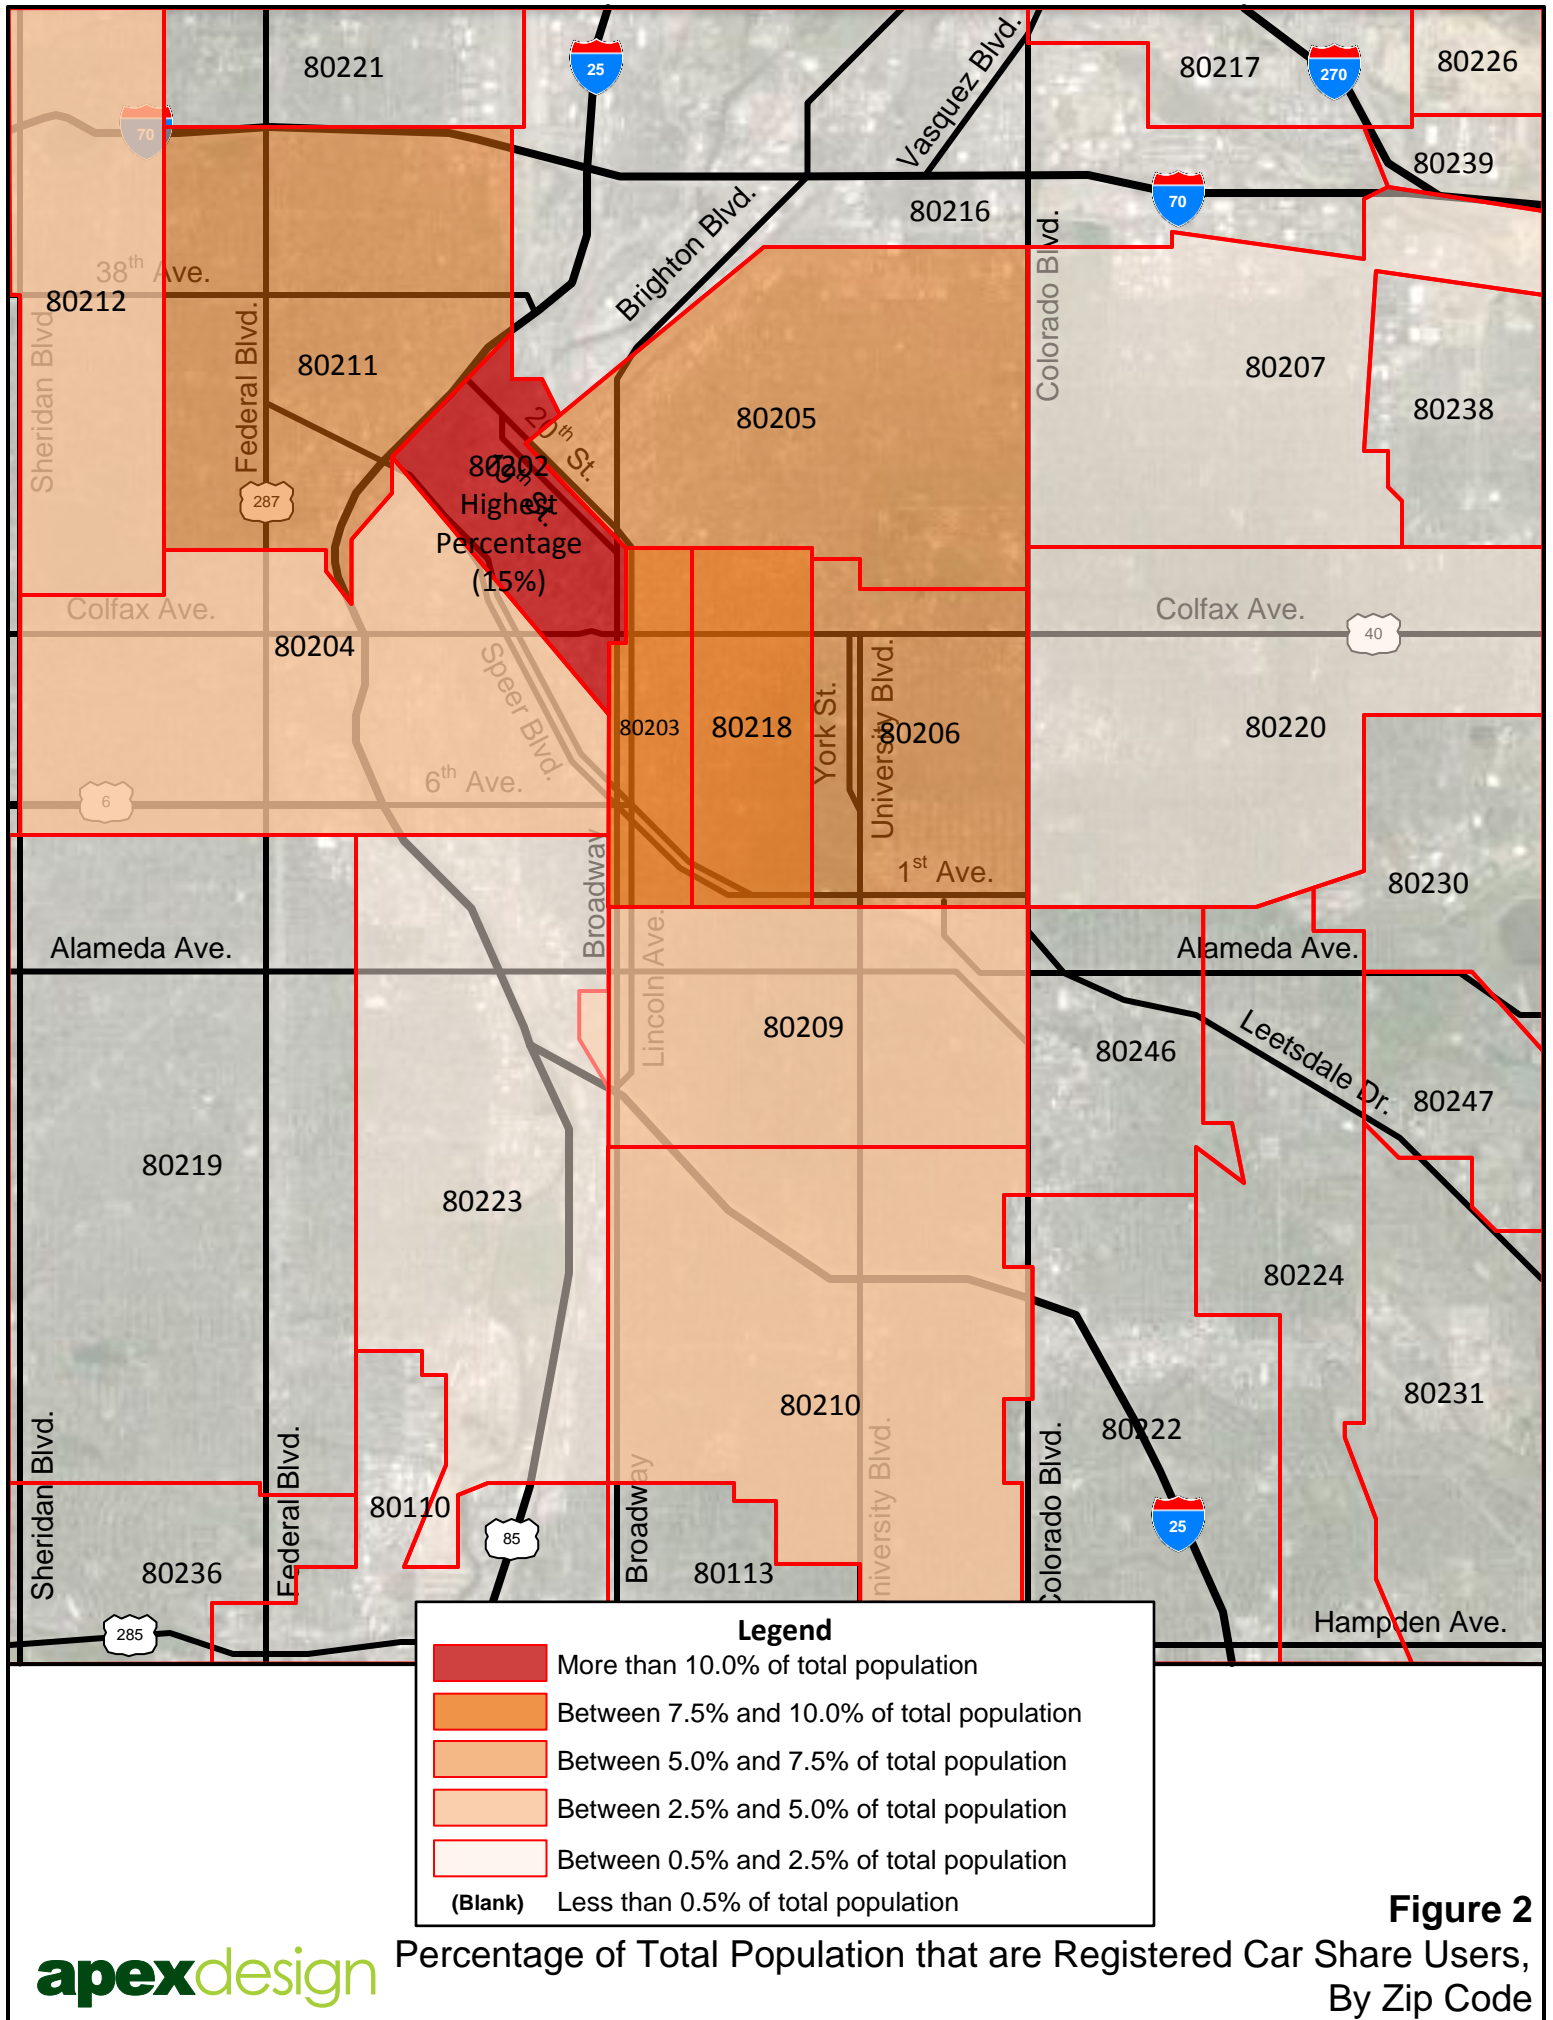 80221
25
Vasquez Blvd.
80217
270
80226
70
80239
70
80216
Brighton Blvd.
Colorado Blvd.
38th Ave.
80212
Sheridan Blvd.
Federal Blvd.
80211
80207
80238
80205
20th St.
80202
Highest
Percentage
(15%)
287
Colfax Ave.
Colfax Ave.
40
80204
Speer Blvd.
80203
80218
York St.
University Blvd.
80206
80220
6th Ave.
6
1st Ave.
80230
Broadway
Lincoln Ave.
Alameda Ave.
Alameda Ave.
80209
80246
Leetsdale Dr.
80247
80219
80223
80224
80210
80231
80222
Sheridan Blvd.
Federal Blvd.
Broadway
University Blvd.
Colorado Blvd.
80110
85
25
80236
80113
285
Hampden Ave.
Legend
More than 10.0% of total population
Between 7.5% and 10.0% of total population
Between 5.0% and 7.5% of total population
Between 2.5% and 5.0% of total population
Between 0.5% and 2.5% of total population
(Blank) Less than 0.5% of total population
Figure 2
apexdesign
Percentage of Total Population that are Registered Car Share Users,
By Zip Code